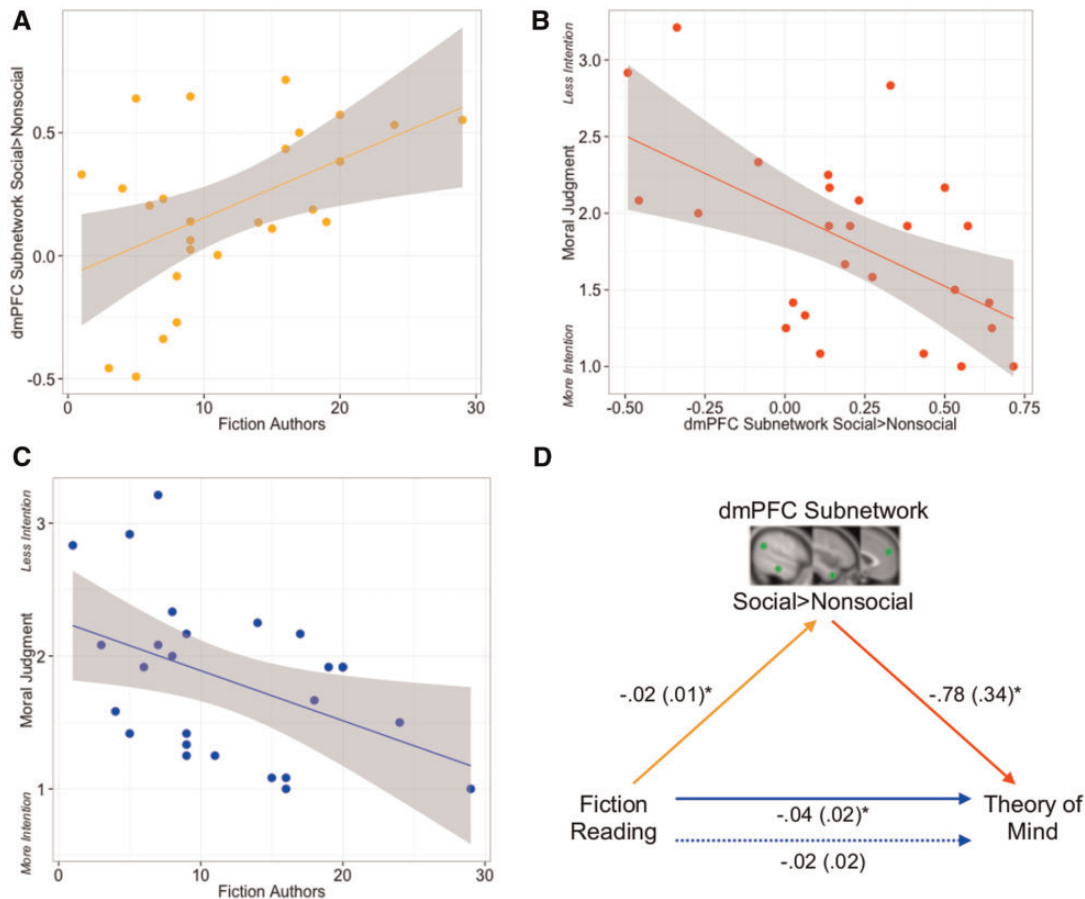 A
dmPFC Subnetwork Social>Nonsocial
0.5
0.0
-0.5
0
10
20
30
Fiction Authors
B
Less Intention
Moral Judgment
More Intention
3.0
2.5
2.0
1.5
1.0
-0.50
-0.25
0.00
0.25
0.50
0.75
dmPFC Subnetwork Social>Nonsocial
C
Less Intention
Moral Judgment
More Intention
3
2
1
0
10
20
30
Fiction Authors
D
dmPFC Subnetwork
Social>Nonsocial
-.02 (.01)*
-.78 (.34)*
Fiction
Reading
-.04 (.02)*
-.02 (.02)
Theory of
Mind